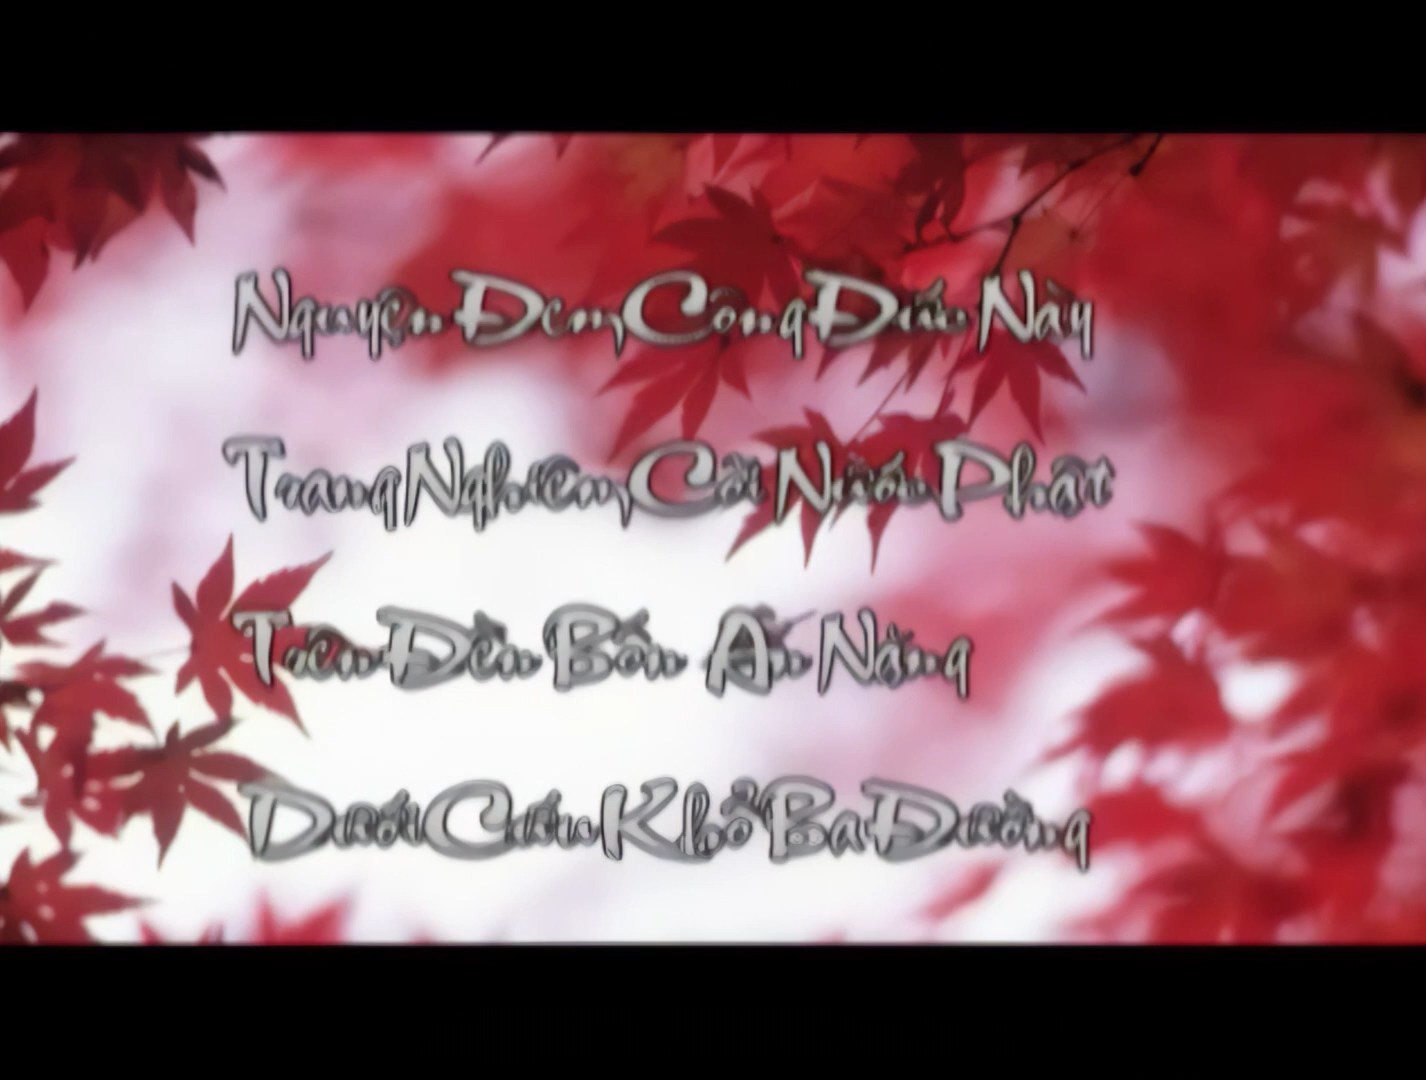 Nguyện Đem Công Đức Này
Trang Nghiêm Cõi Nước Phật
Trên Đền Bốn Ân Nặng
Dưới Cứu Khổ Ba Đường